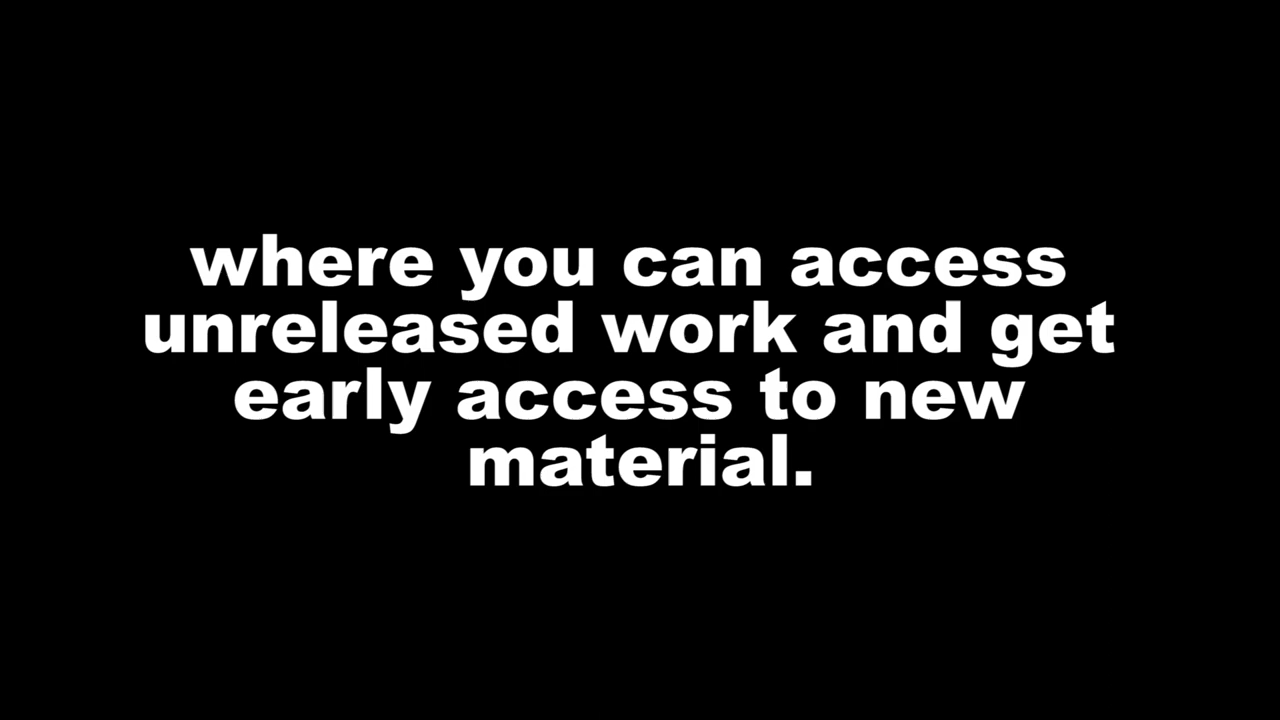 where you can access
unreleased work and get
early access to new
material.